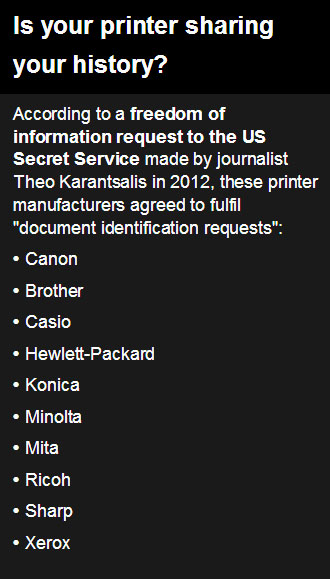 Is your printer sharing
your history?
According to a freedom of
information request to the US
Secret Service made by journalist
Theo Karantsalis in 2012, these printer
manufacturers agreed to fulfil
"document identification requests":
• Canon
• Brother
• Casio
• Hewlett-Packard
• Konica
• Minolta
• Mita
• Ricoh
• Sharp
• Xerox